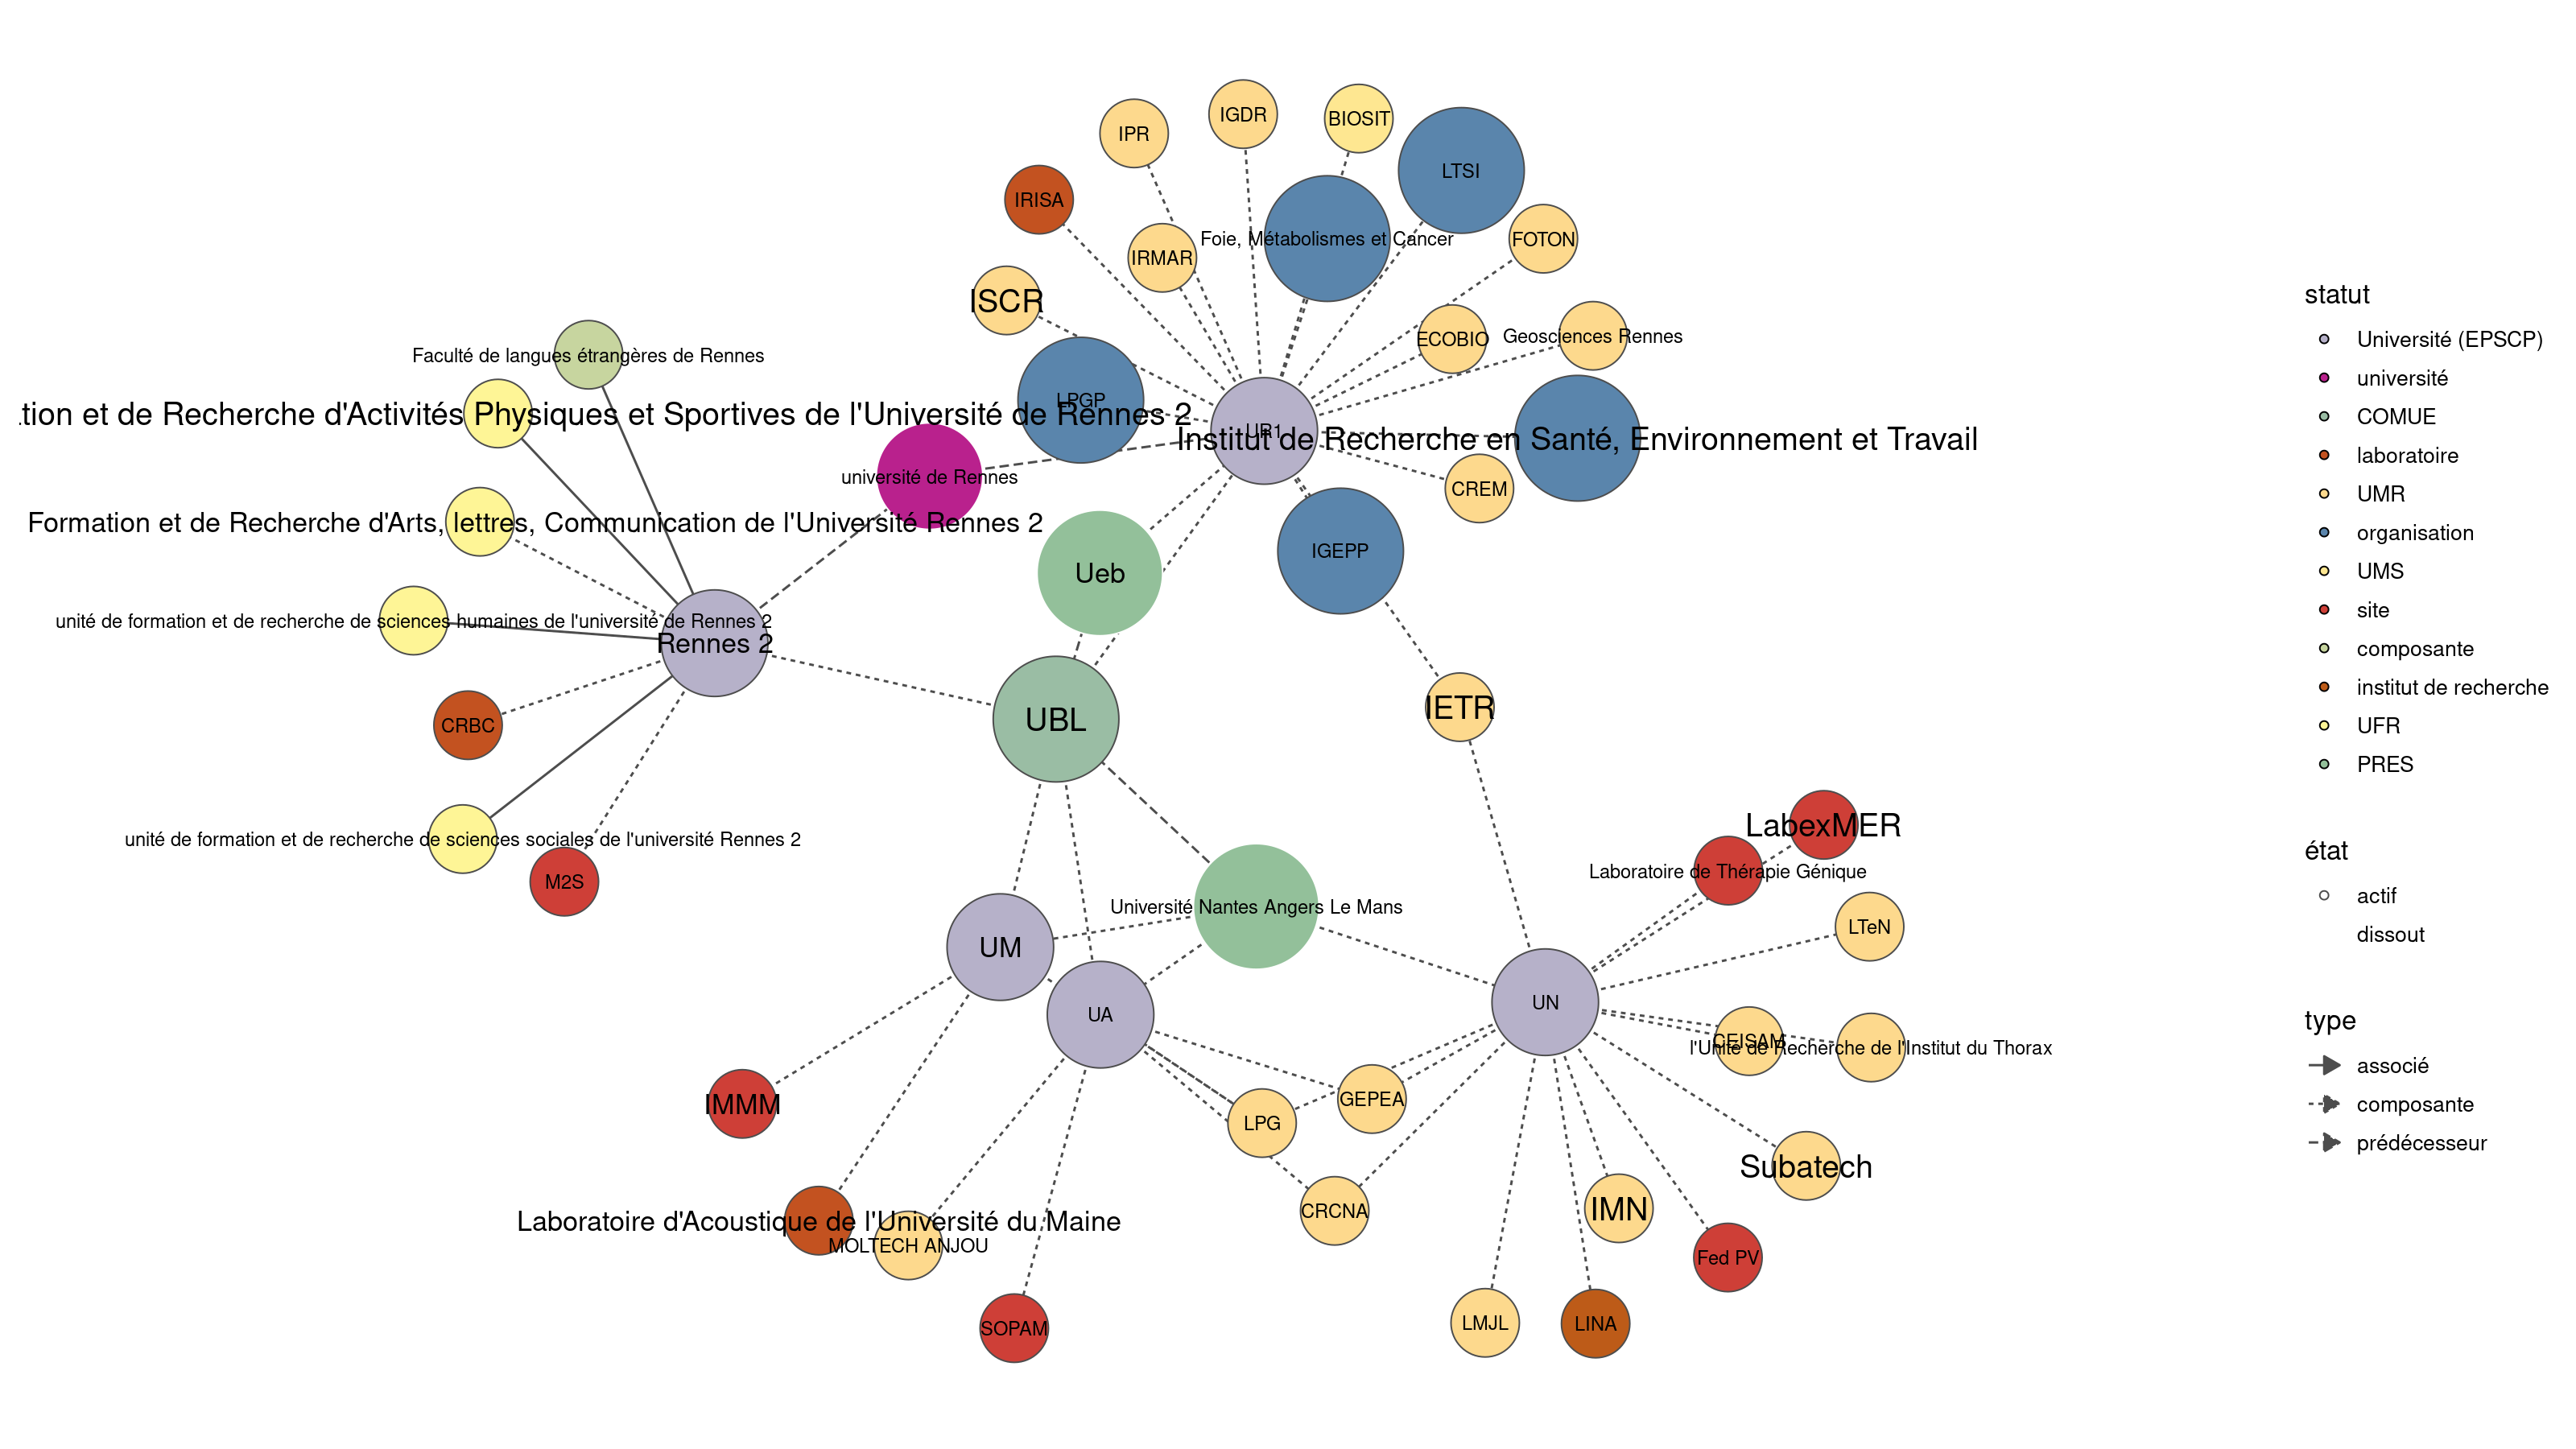 IGDR
BIOSIT
IPR
LTSI
IRISA
Foie, Métabolismes et Cancer
FOTON
IRMAR
ISCR
Geosciences Rennes
ECOBIO
Faculté de langues étrangères de Rennes
LPGP
tion et de Recherche d'Activités Physiques et Sportives de l'Université de Rennes 2
UR1
Institut de Recherche en Santé, Environnement et Travail
université de Rennes
CREM
Formation et de Recherche d'Arts, lettres, Communication de l'Université Rennes 2
IGEPP
Ueb
unité de formation et de recherche de sciences humaines de l'université de Rennes 2
Rennes 2
IETR
UBL
CRBC
LabexMER
unité de formation et de recherche de sciences sociales de l'université Rennes 2
Laboratoire de Thérapie Génique
M2S
Université Nantes Angers Le Mans
LTeN
UM
UN
UA
CEISAM
l'Unité de Recherche de l'Institut du Thorax
GEPEA
IMMM
LPG
Subatech
CRCNA
IMN
Laboratoire d'Acoustique de l'Université du Maine
MOLTECH ANJOU
Fed PV
LMJL
LINA
SOPAM
statut
Université (EPSCP)
université
COMUE
laboratoire
UMR
organisation
UMS
site
composante
institut de recherche
UFR
PRES
état
actif
dissout
type
associé
composante
prédécesseur